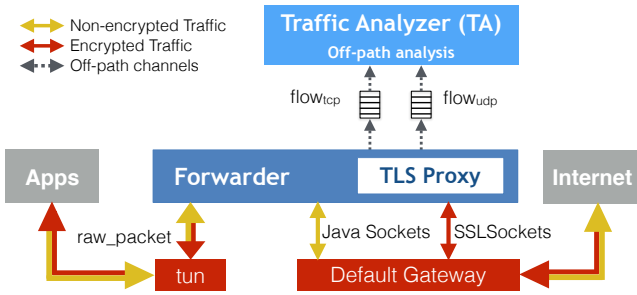 Non-encrypted Traffic
Encrypted Traffic
Off-path channels
Traffic Analyzer (TA)
Off-path analysis
flowtcp
flowudp
Apps
Forwarder
TLS Proxy
Internet
raw_packet
Java Sockets
SSLSockets
tun
Default Gateway